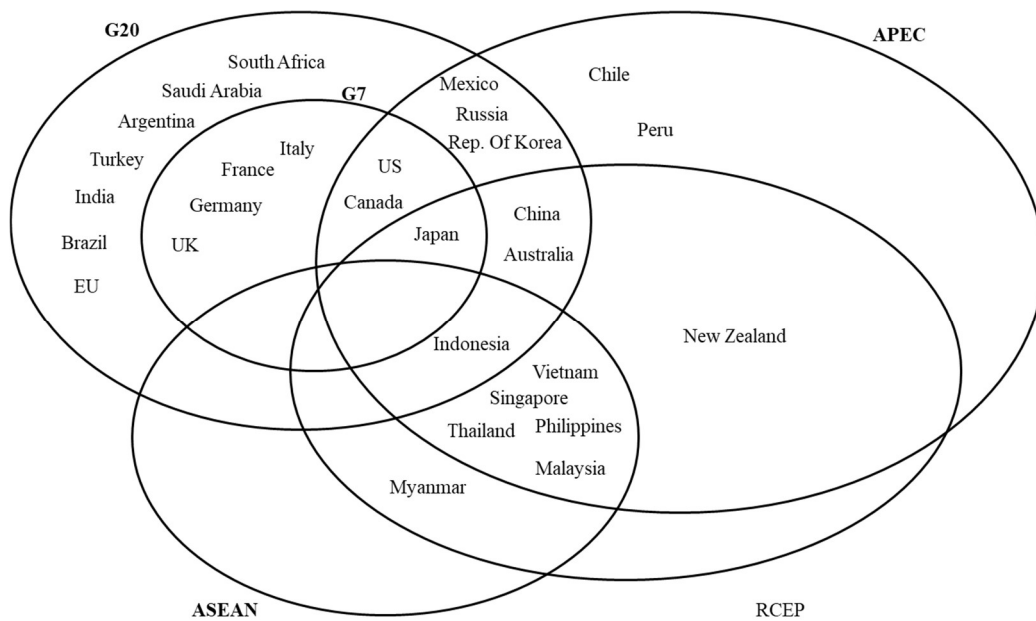 G20
APEC
South Africa
Saudi Arabia
G7
Mexico
Chile
Argentina
Russia
Peru
Rep. Of Korea
Turkey
Italy
France
US
India
Germany
Canada
China
Brazil
UK
Japan
Australia
EU
Indonesia
New Zealand
Vietnam
Singapore
Thailand
Philippines
Malaysia
Myanmar
ASEAN
RCEP